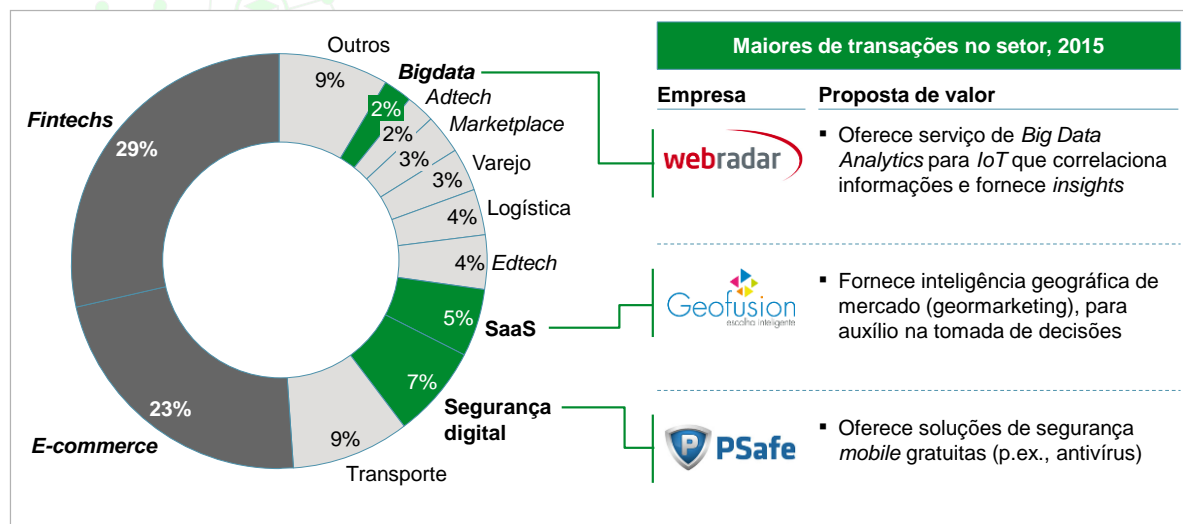 Outros
9%
Bigdata
2%
Adtech
2%
Marketplace
3%
Varejo
3%
Logística
4%
Edtech
4%
SaaS
5%
Segurança
digital
7%
Transporte
9%
E-commerce
23%
Fintechs
29%
Maiores de transações no setor, 2015
Empresa
Proposta de valor
webradar
▪ Oferece serviço de Big Data
Analytics para IoT que correlaciona
informações e fornece insights
Geofusion
escolha inteligente
▪ Fornece inteligência geográfica de
mercado (geormarketing), para
auxílio na tomada de decisões
PSafe
▪ Oferece soluções de segurança
mobile gratuitas (p.ex., antivírus)